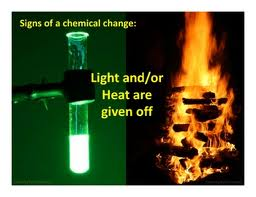 Signs of a chemical change:
Light and/or
Heat are
given off